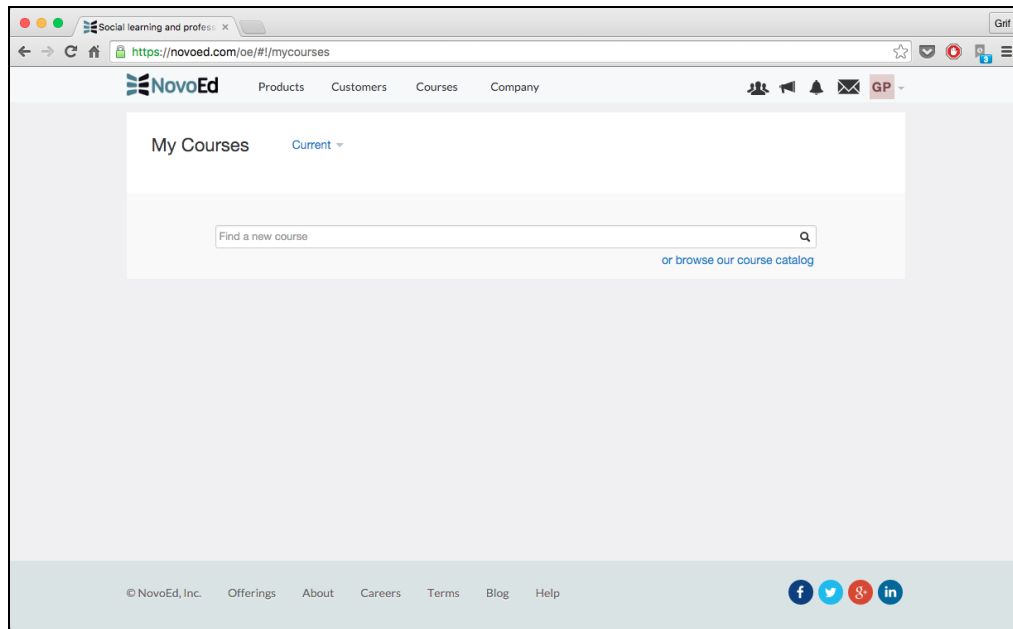 Social learning and profess
Grif
https://novoed.com/oe/#!/mycourses
3
NovoEd
Products
Customers
Courses
Company
GP
My Courses
Current
Find a new course
or browse our course catalog
© NovoEd, Inc.
Offerings
About
Careers
Terms
Blog
Help